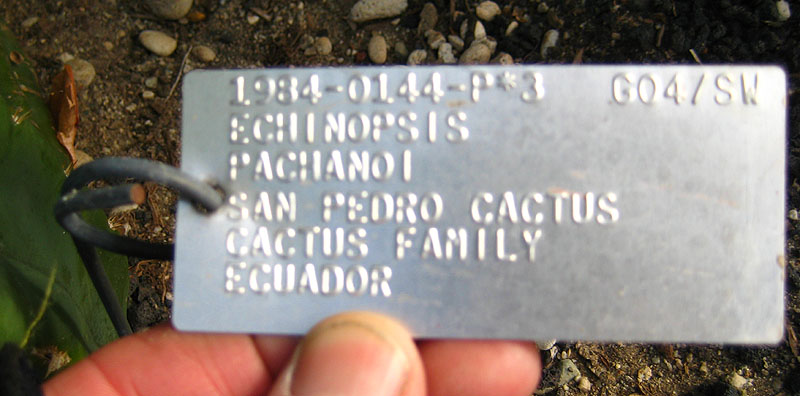 1984-0144-P*3 G04/SW
ECHINOPSIS
PACHANOI
SAN PEDRO CACTUS
CACTUS FAMILY
ECUADOR